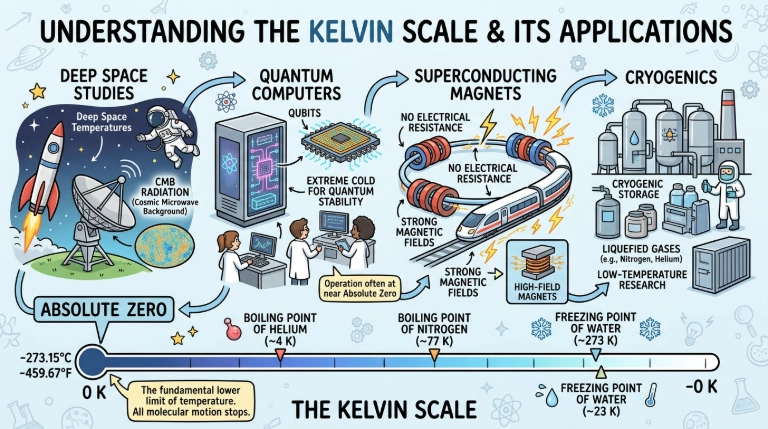 UNDERSTANDING THE KELVIN SCALE & ITS APPLICATIONS
DEEP SPACE
STUDIES
Deep Space
Temperatures
CMB
RADIATION
(Cosmic Microwave
Background)
QUANTUM
COMPUTERS
QUBITS
EXTREME COLD
FOR QUANTUM
STABILITY
Operation often at
near Absolute Zero
SUPERCONDUCTING
MAGNETS
NO ELECTRICAL
RESISTANCE
NO ELECTRICAL
RESISTANCE
STRONG
MAGNETIC
FIELDS
STRONG
MAGNETIC
FIELDS
HIGH-FIELD
MAGNETS
CRYOGENICS
CRYOGENIC
STORAGE
LIQUEFIED GASES
(e.g., Nitrogen, Helium)
LOW-TEMPERATURE
RESEARCH
ABSOLUTE ZERO
BOILING POINT
OF HELIUM
(~4 K)
BOILING POINT
OF NITROGEN
(~77 K)
FREEZING POINT
OF WATER
(~273 K)
-273.15°C
-459.67°F
0 K
-0 K
The fundamental lower
limit of temperature.
All molecular motion stops.
THE KELVIN SCALE
FREEZING POINT
OF WATER
(~23 K)